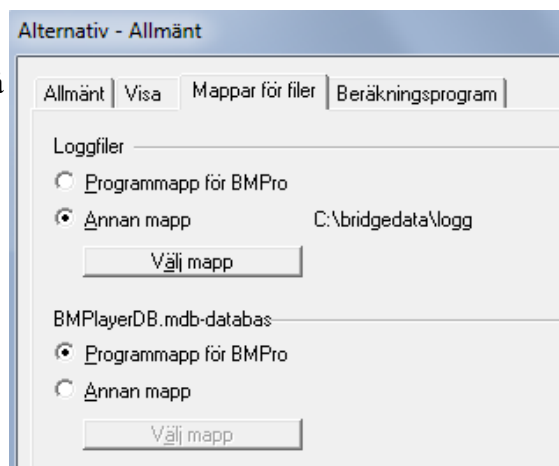 Alternativ - Allmänt
Allmänt Visa Mappar för filer Beräkningsprogram
Loggfiler
Programmapp för BMPro
Annan mapp C:\bridgedata\logg
Välj mapp
BMPlayerDB.mdb-databas
Programmapp för BMPro
Annan mapp
Välj mapp